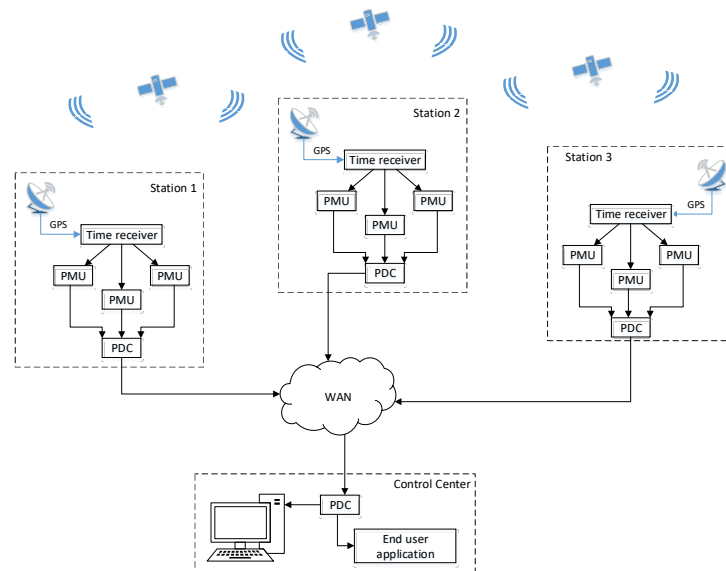 Station 2
GPS
Time receiver
PMU
PMU
PMU
PDC
Station 1
GPS
Time receiver
PMU
PMU
PMU
PDC
Station 3
GPS
Time receiver
PMU
PMU
PMU
PDC
WAN
Control Center
PDC
End user
application